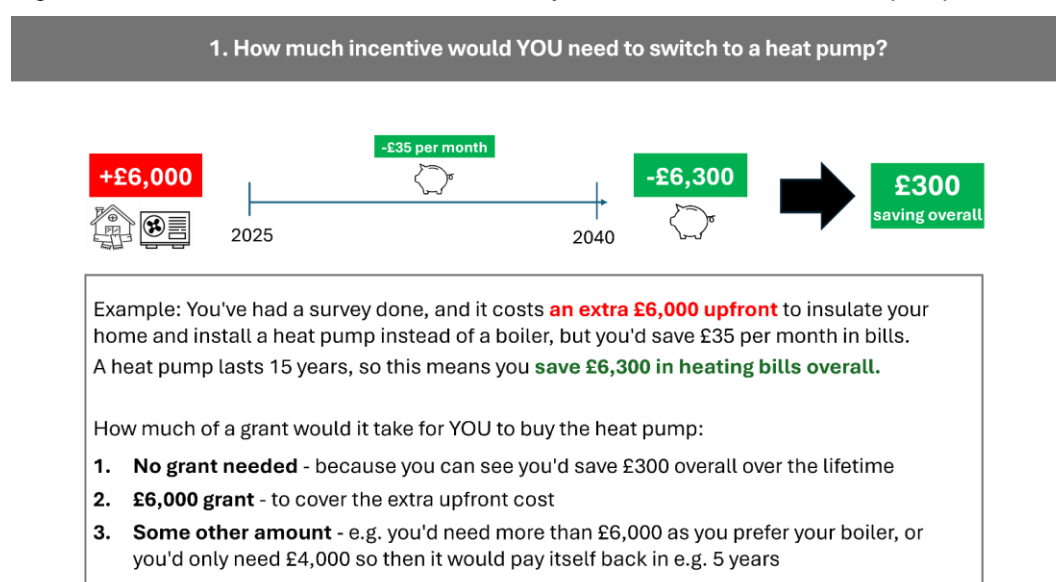 1. How much incentive would YOU need to switch to a heat pump?
-£35 per month
+£6,000
-£6,300
£300
saving overall
2025
2040
Example: You've had a survey done, and it costs an extra £6,000 upfront to insulate your
home and install a heat pump instead of a boiler, but you'd save £35 per month in bills.
A heat pump lasts 15 years, so this means you save £6,300 in heating bills overall.
How much of a grant would it take for YOU to buy the heat pump:
1. No grant needed - because you can see you'd save £300 overall over the lifetime
2. £6,000 grant - to cover the extra upfront cost
3. Some other amount - e.g. you'd need more than £6,000 as you prefer your boiler, or
you'd only need £4,000 so then it would pay itself back in e.g. 5 years